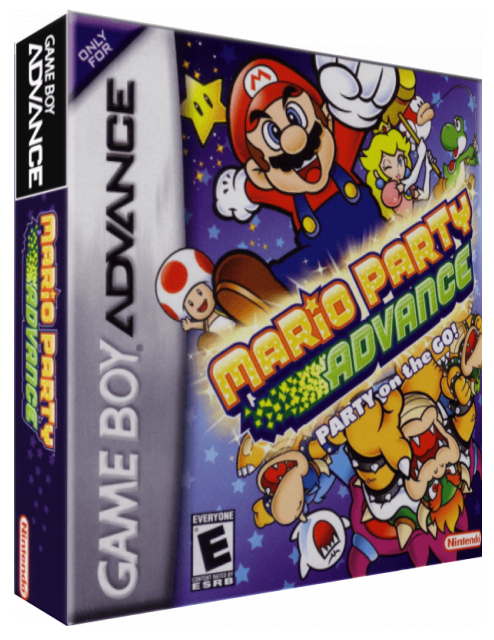 GAME BOY
ADVANCE
MARIO PARTY
ADVANCE
Nintendo
ONLY
FOR
GAME BOY ADVANCE
M
MARIO PARTY
ADVANCE
PARTY on the GO!
EVERYONE
E
CONTENT RATED BY
ESRB
Nintendo